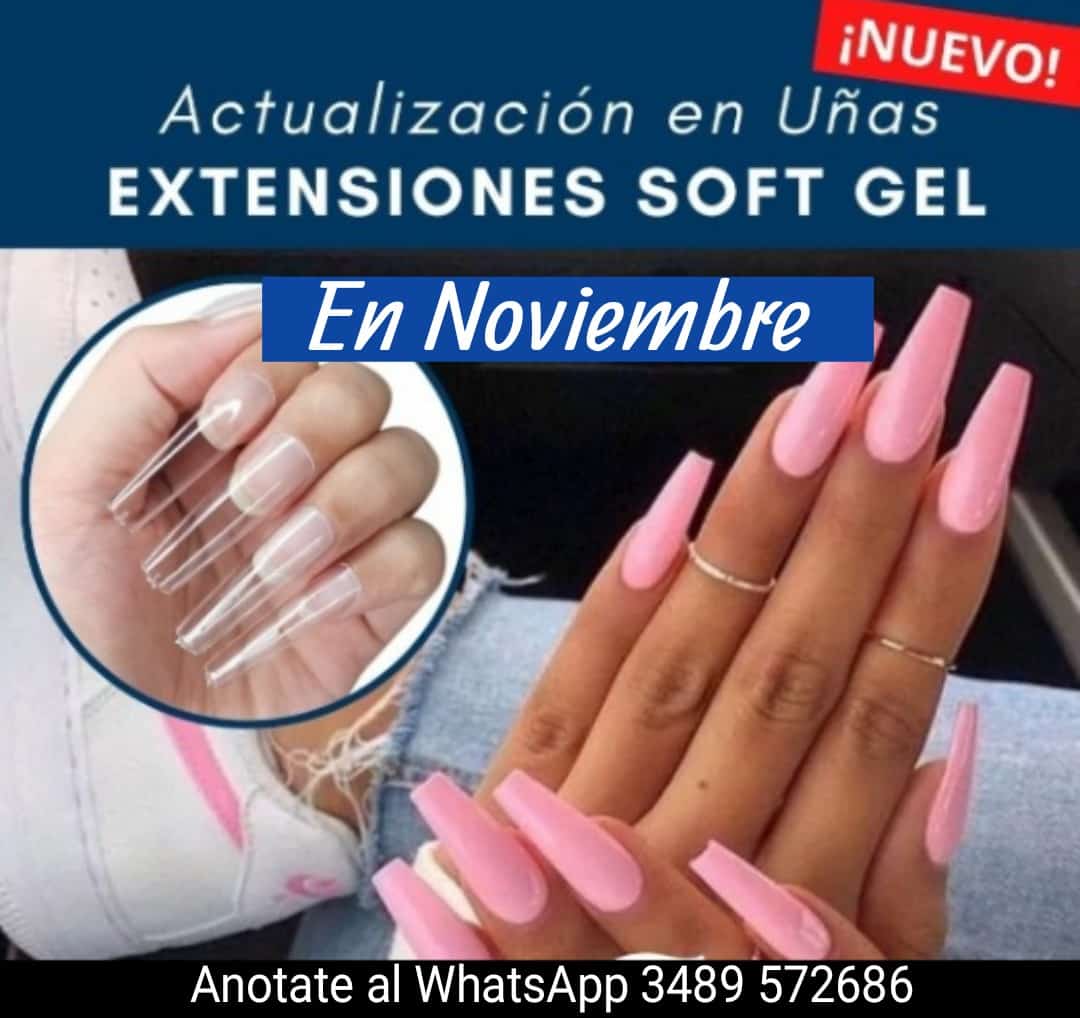 ¡NUEVO!
Actualización en Uñas
EXTENSIONES SOFT GEL
En Noviembre
Anotate al WhatsApp 3489 572686